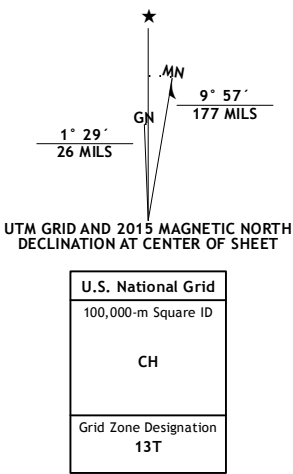 ★
MN
GN
9° 57´
177 MILS
1° 29´
26 MILS
UTM GRID AND 2015 MAGNETIC NORTH
DECLINATION AT CENTER OF SHEET
U.S. National Grid
100,000-m Square ID
CH
Grid Zone Designation
13T